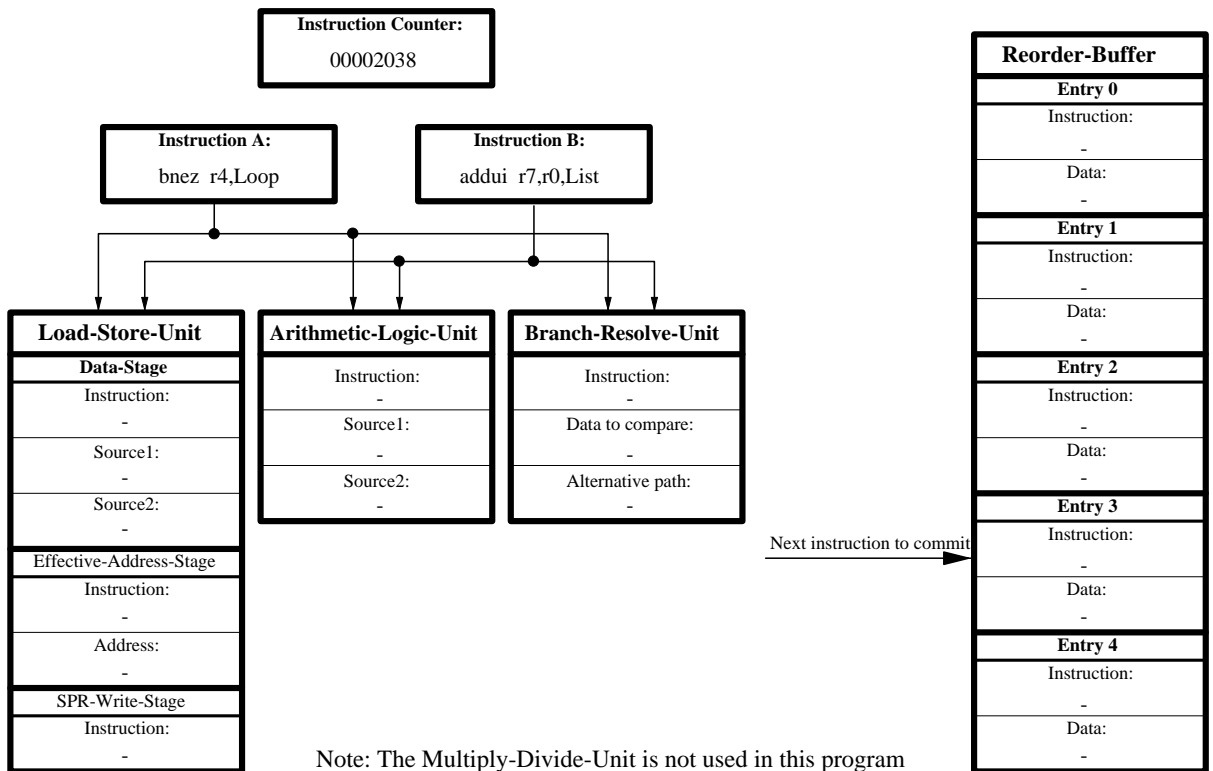 Instruction Counter:
00002038
Instruction A:
bnez r4,Loop
Instruction B:
addui r7,r0,List
Load-Store-Unit
Data-Stage
Instruction:
-
Source1:
-
Source2:
-
Effective-Address-Stage
Instruction:
-
Address:
-
SPR-Write-Stage
Instruction:
-
Arithmetic-Logic-Unit
Instruction:
-
Source1:
-
Source2:
-
Branch-Resolve-Unit
Instruction:
-
Data to compare:
-
Alternative path:
-
Next instruction to commit
Reorder-Buffer
Entry 0
Instruction:
-
Data:
-
Entry 1
Instruction:
-
Data:
-
Entry 2
Instruction:
-
Data:
-
Entry 3
Instruction:
-
Data:
-
Entry 4
Instruction:
-
Data:
-
Note: The Multiply-Divide-Unit is not used in this program